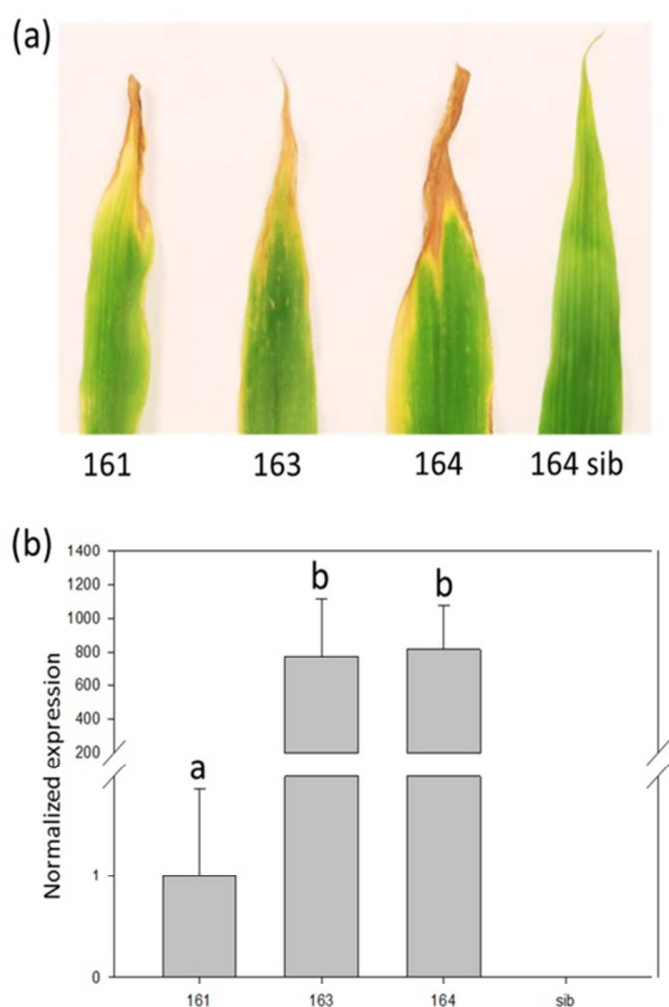 (a)
161 163 164 164 sib
(b)
Normalized expression
1400
1200
1000
800
600
400
200
1
0
a
b
b
161 163 164 sib